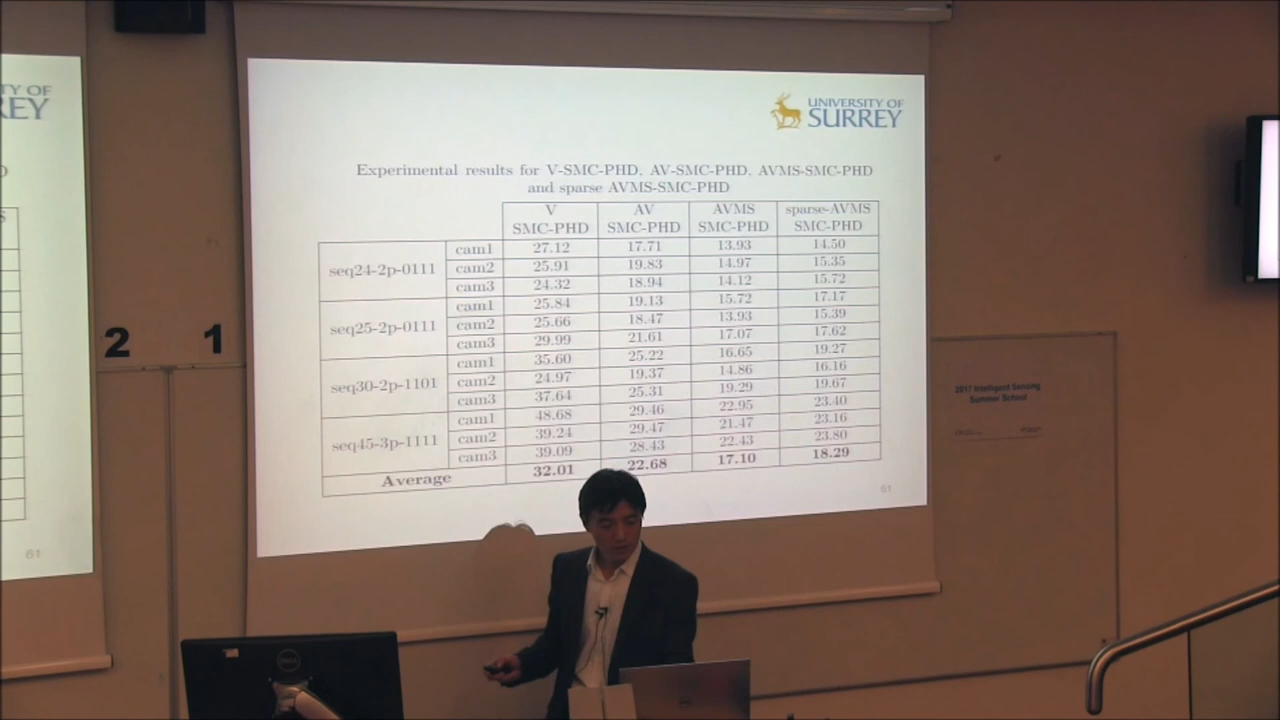 TY OF
REY
61
2
1
UNIVERSITY OF
SURREY
Experimental results for V-SMC-PHD, AV-SMC-PHD, AVMS-SMC-PHD
and sparse AVMS-SMC-PHD
V AV AVMS sparse-AVMS
SMC-PHD SMC-PHD SMC-PHD SMC-PHD
seq24-2p-0111
cam1 27.12 17.71 13.93 14.50
cam2 25.91 19.83 14.97 15.35
cam3 24.32 18.94 14.12 15.72
seq25-2p-0111
cam1 25.84 19.13 15.72 17.17
cam2 25.66 18.47 13.93 15.39
cam3 29.99 21.61 17.07 17.62
seq30-2p-1101
cam1 35.60 25.22 16.65 19.27
cam2 24.97 19.37 14.86 16.16
cam3 37.64 25.31 19.29 19.67
seq45-3p-1111
cam1 48.68 29.46 22.95 23.40
cam2 39.24 29.47 21.47 23.16
cam3 39.09 28.43 22.43 23.80
Average 32.01 22.68 17.10 18.29
61
2017 Intelligent Sensing
Summer School
DELL